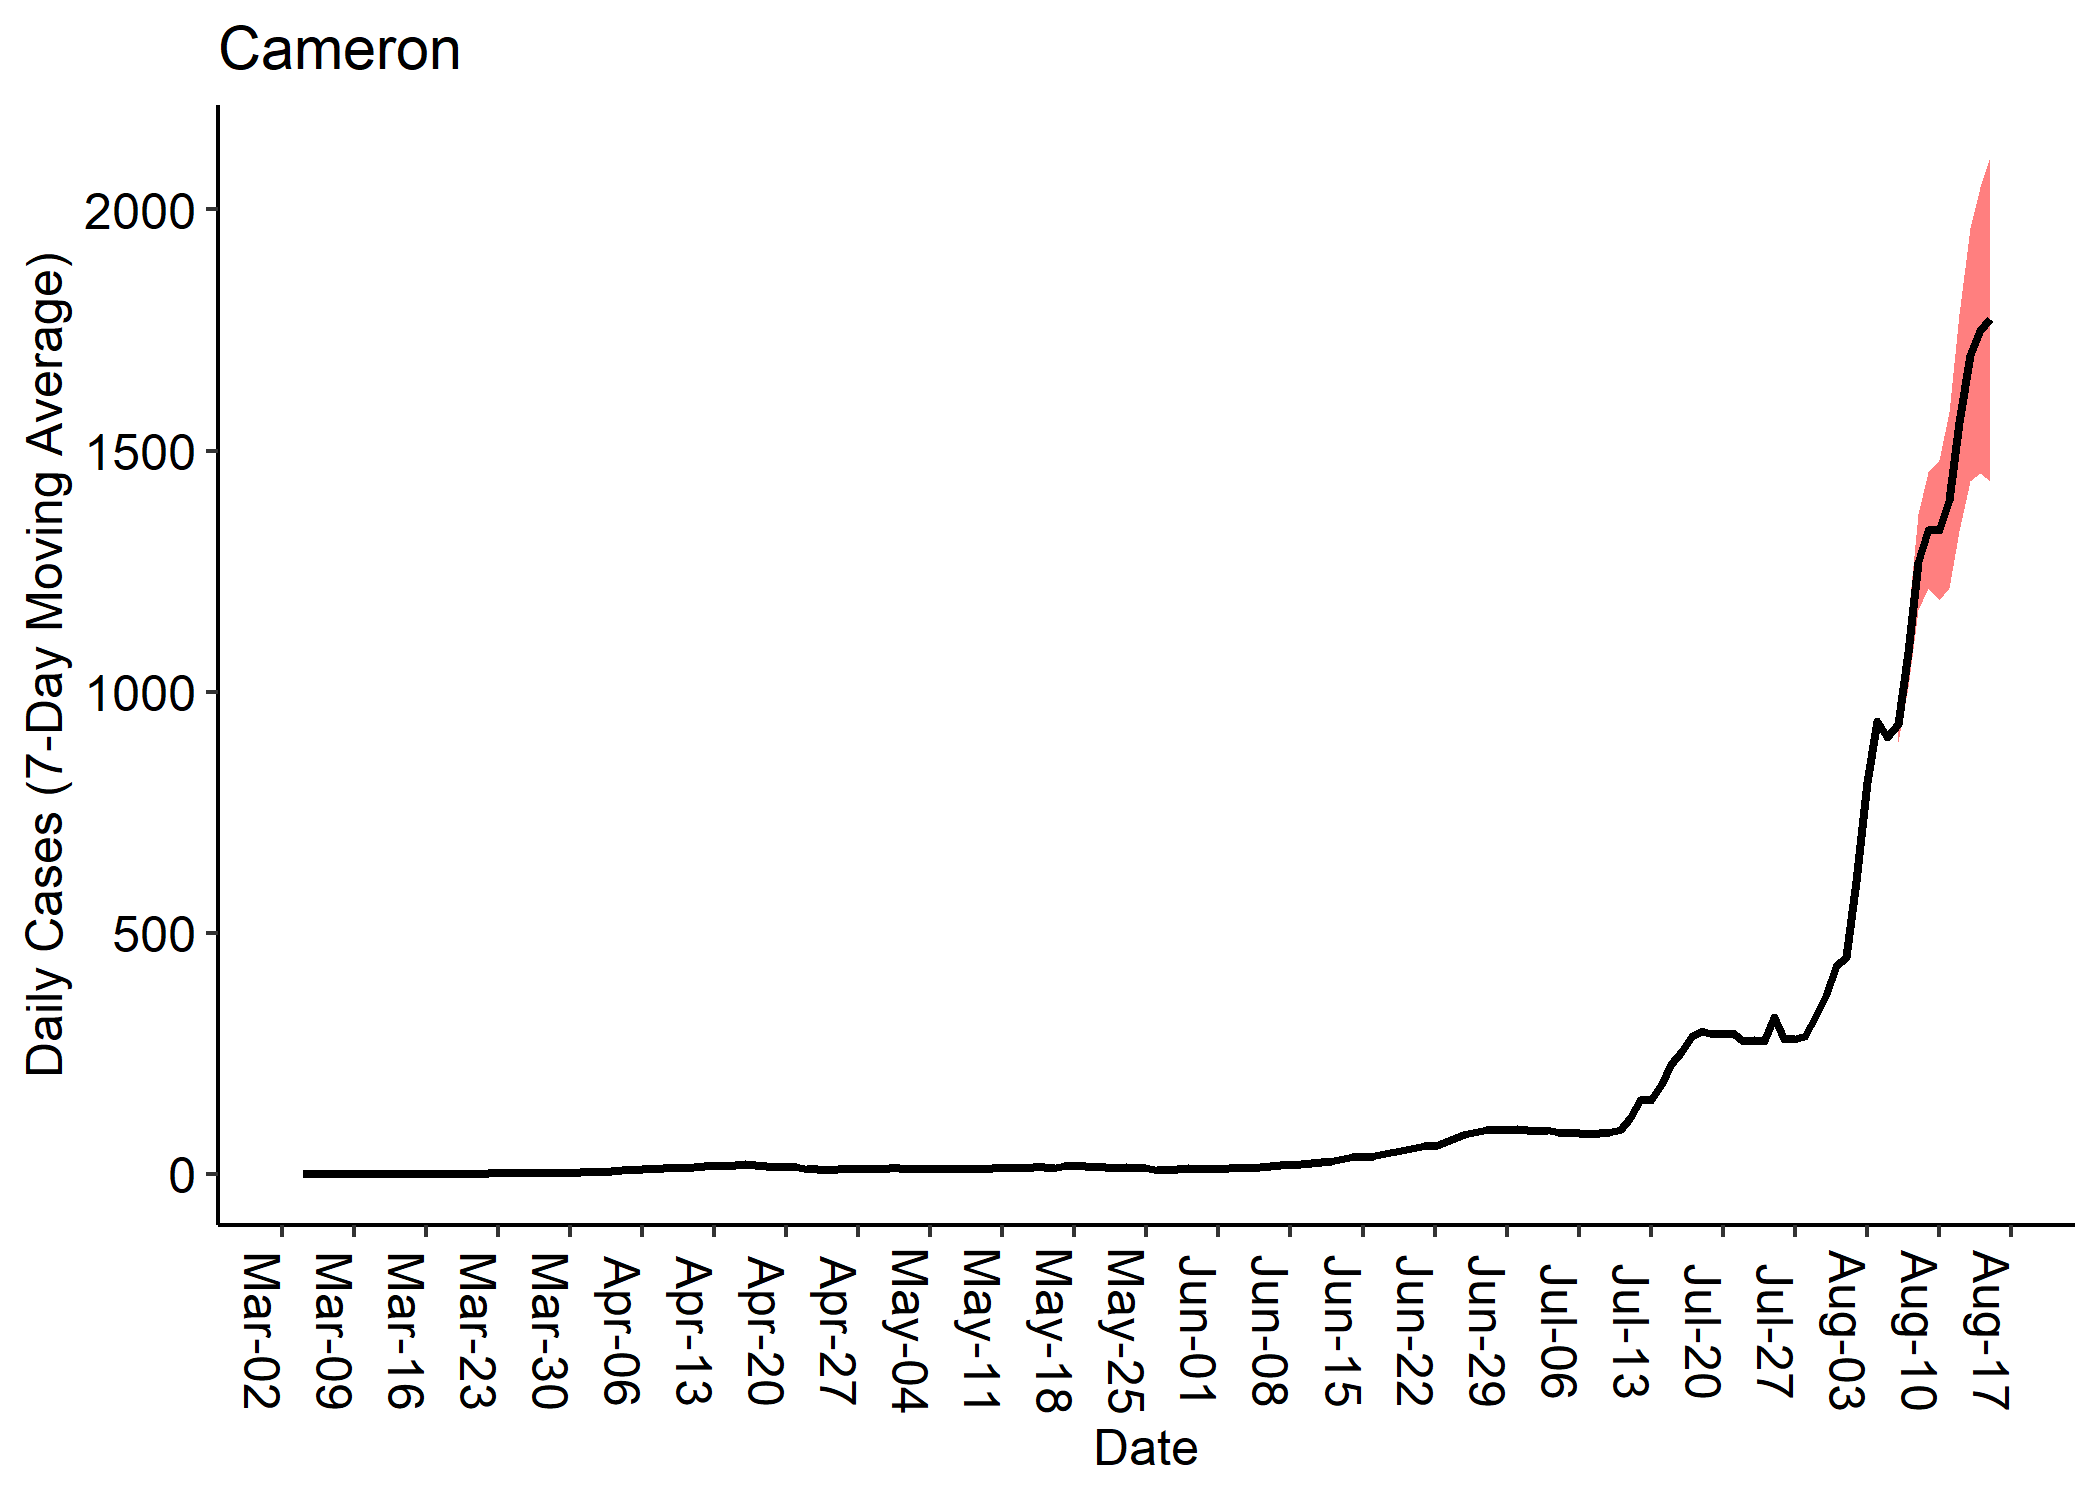 Cameron
Daily Cases (7-Day Moving Average)
2000
1500
1000
500
0
Mar-02
Mar-09
Mar-16
Mar-23
Mar-30
Apr-06
Apr-13
Apr-20
Apr-27
May-04
May-11
May-18
May-25
Jun-01
Jun-08
Jun-15
Jun-22
Jun-29
Jul-06
Jul-13
Jul-20
Jul-27
Aug-03
Aug-10
Aug-17
Date